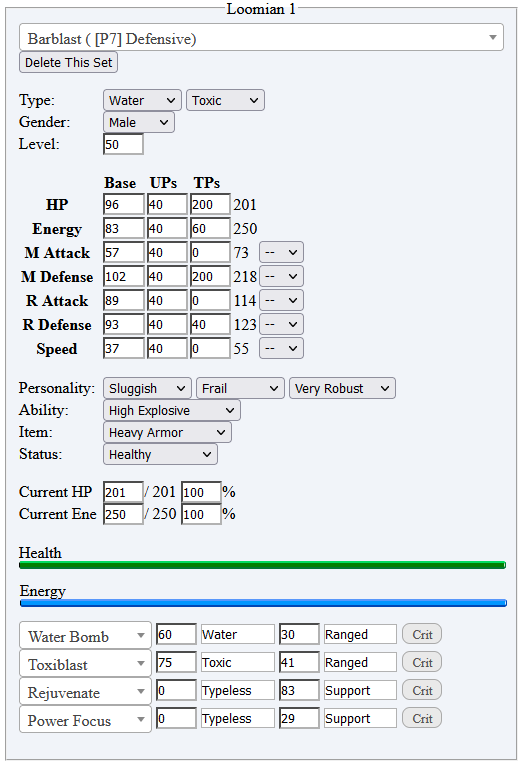 Loomian 1
Barblast ( [P7] Defensive)
Delete This Set
Type: Water Toxic
Gender: Male
Level: 50
Base UPs TPs
HP 96 40 200 201
Energy 83 40 60 250
M Attack 57 40 0 73 --
M Defense 102 40 200 218 --
R Attack 89 40 0 114 --
R Defense 93 40 40 123 --
Speed 37 40 0 55 --
Personality: Sluggish Frail Very Robust
Ability: High Explosive
Item: Heavy Armor
Status: Healthy
Current HP 201 / 201 100 %
Current Ene 250 / 250 100 %
Health
Energy
Water Bomb 60 Water 30 Ranged Crit
Toxiblast 75 Toxic 41 Ranged Crit
Rejuvenate 0 Typeless 83 Support Crit
Power Focus 0 Typeless 29 Support Crit